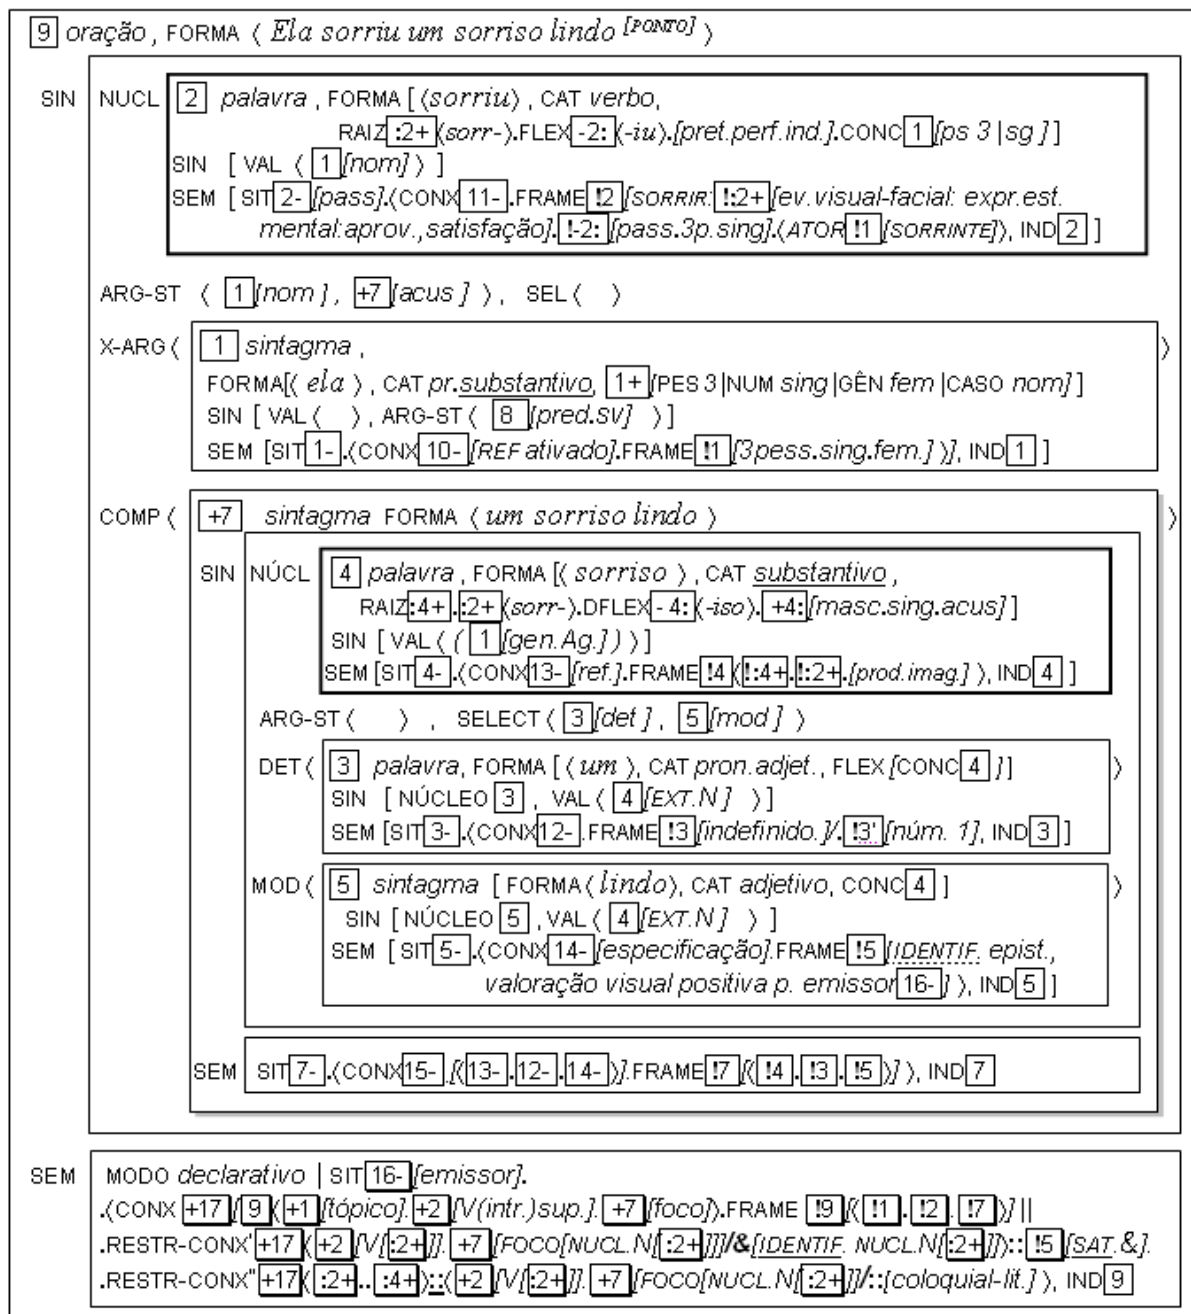 9 oração, FORMA ⟨ Ela sorriu um sorriso lindo [PONTO] ⟩
SIN NUCL 2 palavra, FORMA [⟨sorriu⟩, CAT verbo,
RAIZ :2+ ⟨sorr-⟩.FLEX -2: ⟨-iu⟩.[pret.perf.ind.].CONC 1 [ps 3|sg ]]
SIN [ VAL ⟨ 1 [nom] ⟩ ]
SEM [ SIT 2- [pass].⟨CONX 11- .FRAME !2 [SORRIR: !:2+ [ev.visual-facial: expr.est.
mental:aprov.,satisfação]. !-2: [pass.3p.sing].⟨ATOR !1 [SORRINTE]⟩, IND 2 ]
ARG-ST ⟨ 1 [nom ], +7 [acus ] ⟩, SEL ⟨ ⟩
X-ARG ⟨ 1 sintagma , ⟩
FORMA[⟨ ela ⟩, CAT pr.substantivo, 1+ [PES 3|NUM sing|GÊN fem |CASO nom]]
SIN [ VAL ⟨ ⟩, ARG-ST ⟨ 8 [pred.SV] ⟩]
SEM [SIT 1- .⟨CONX 10- [REF ativado].FRAME !1 [3pess.sing.fem.] ⟩], IND 1 ]
COMP ⟨ +7 sintagma FORMA ⟨ um sorriso lindo ⟩ ⟩
SIN NÚCL 4 palavra, FORMA [⟨ sorriso ⟩, CAT substantivo ,
RAIZ :4+ . :2+ ⟨sorr-⟩.DFLEX - 4: ⟨-iso⟩. +4: [masc.sing.acus]]
SIN [ VAL ⟨ ( 1 [gen.Ag.]) ⟩]
SEM [SIT 4- .⟨CONX 13- [ref.].FRAME !4 ( !:4+ . !:2+ .[prod.imag.] ⟩, IND 4 ]
ARG-ST ⟨ ⟩ , SELECT ⟨ 3 [det ], 5 [mod ] ⟩
DET ⟨ 3 palavra, FORMA [ ⟨um ⟩, CAT pron.adjet., FLEX [CONC 4 ]] ⟩
SIN [ NÚCLEO 3 , VAL ⟨ 4 [EXT.N ] ⟩]
SEM [SIT 3- .⟨CONX 12- .FRAME !3 [indefinido.]/. !3' [núm. 1], IND 3 ]
MOD ⟨ 5 sintagma [ FORMA⟨lindo⟩, CAT adjetivo, CONC 4 ] ⟩
SIN [ NÚCLEO 5 , VAL ⟨ 4 [EXT.N ] ⟩ ]
SEM [ SIT 5- .⟨CONX 14- [especificação].FRAME !5 [IDENTIF. epist.,
valoração visual positiva p. emissor 16- ] ⟩, IND 5 ]
SEM SIT 7- .⟨CONX 15- .[⟨ 13- . 12- . 14- ⟩].FRAME !7 [⟨ !4 . !3 . !5 ⟩] ⟩, IND 7
SEM MODO declarativo | SIT 16- [emissor].
.⟨CONX +17 [ 9 ⟨ +1 [tópico]. +2 [V(intr.)sup.]. +7 [foco]⟩.FRAME !9 [⟨ !1 . !2 . !7 ⟩] ||
.RESTR-CONX' +17 ⟨ +2 [V[ :2+ ]]. +7 [FOCO[NUCL.N[ :2+ ]]]/&[IDENTIF. NUCL.N[ :2+ ]]⟩:: !5 [SAT.&].
.RESTR-CONX" +17 ⟨ :2+ .. :4+ ⟩::⟨ +2 [V[ :2+ ]]. +7 [FOCO[NUCL.N[ :2+ ]]/::[coloquial-lit.] ⟩, IND 9